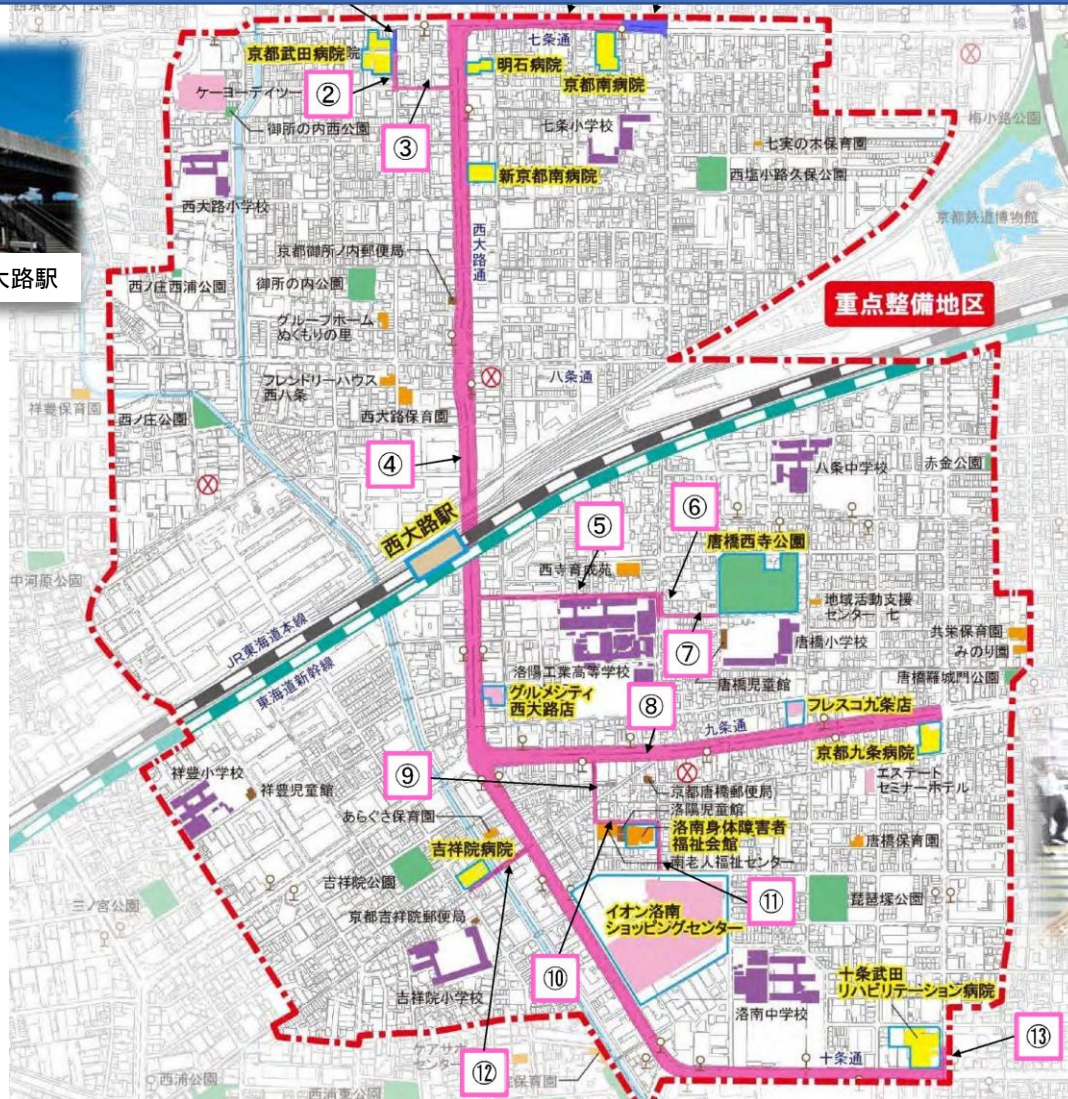 七条通
京都武田病院
院
明石病院
京都南病院
②
ケーヨーデイツー
③
御所の内西公園
七条小学校
梅小路公園
七実の木保育園
新京都南病院
西塩小路久保公園
西大路小学校
京都鉄道博物館
西大路通
京都御所ノ内郵便局
大路駅
西ノ庄西浦公園
御所の内公園
重点整備地区
グループホーム
ぬくもりの里
八条通
フレンドリーハウス
西八条
祥豊保育園
西ノ庄公園
西大路保育園
④
八条中学校
赤金公園
西大路駅
⑤
⑥
唐橋西寺公園
中河原公園
西寺育成苑
地域活動支援
センター 七
JR東海道本線
⑦
共栄保育園
みのり園
唐橋小学校
東海道新幹線
洛陽工業高等学校
唐橋児童館
唐橋羅城門公園
グルメシティ
西大路店
⑧
フレスコ九条店
九条通
京都九条病院
祥豊小学校
⑨
京都唐橋郵便局
エステート
セミナーホテル
祥豊児童館
洛陽児童館
あらぐさ保育園
洛南身体障害者
福祉会館
唐橋保育園
吉祥院病院
南老人福祉センター
吉祥院公園
⑪
琵琶塚公園
三ノ宮公園
イオン洛南
ショッピングセンター
京都吉祥院郵便局
⑩
十条武田
リハビリテーション病院
吉祥院小学校
洛南中学校
⑬
十条通
⑫
西浦公園
保育園
西浦東公園